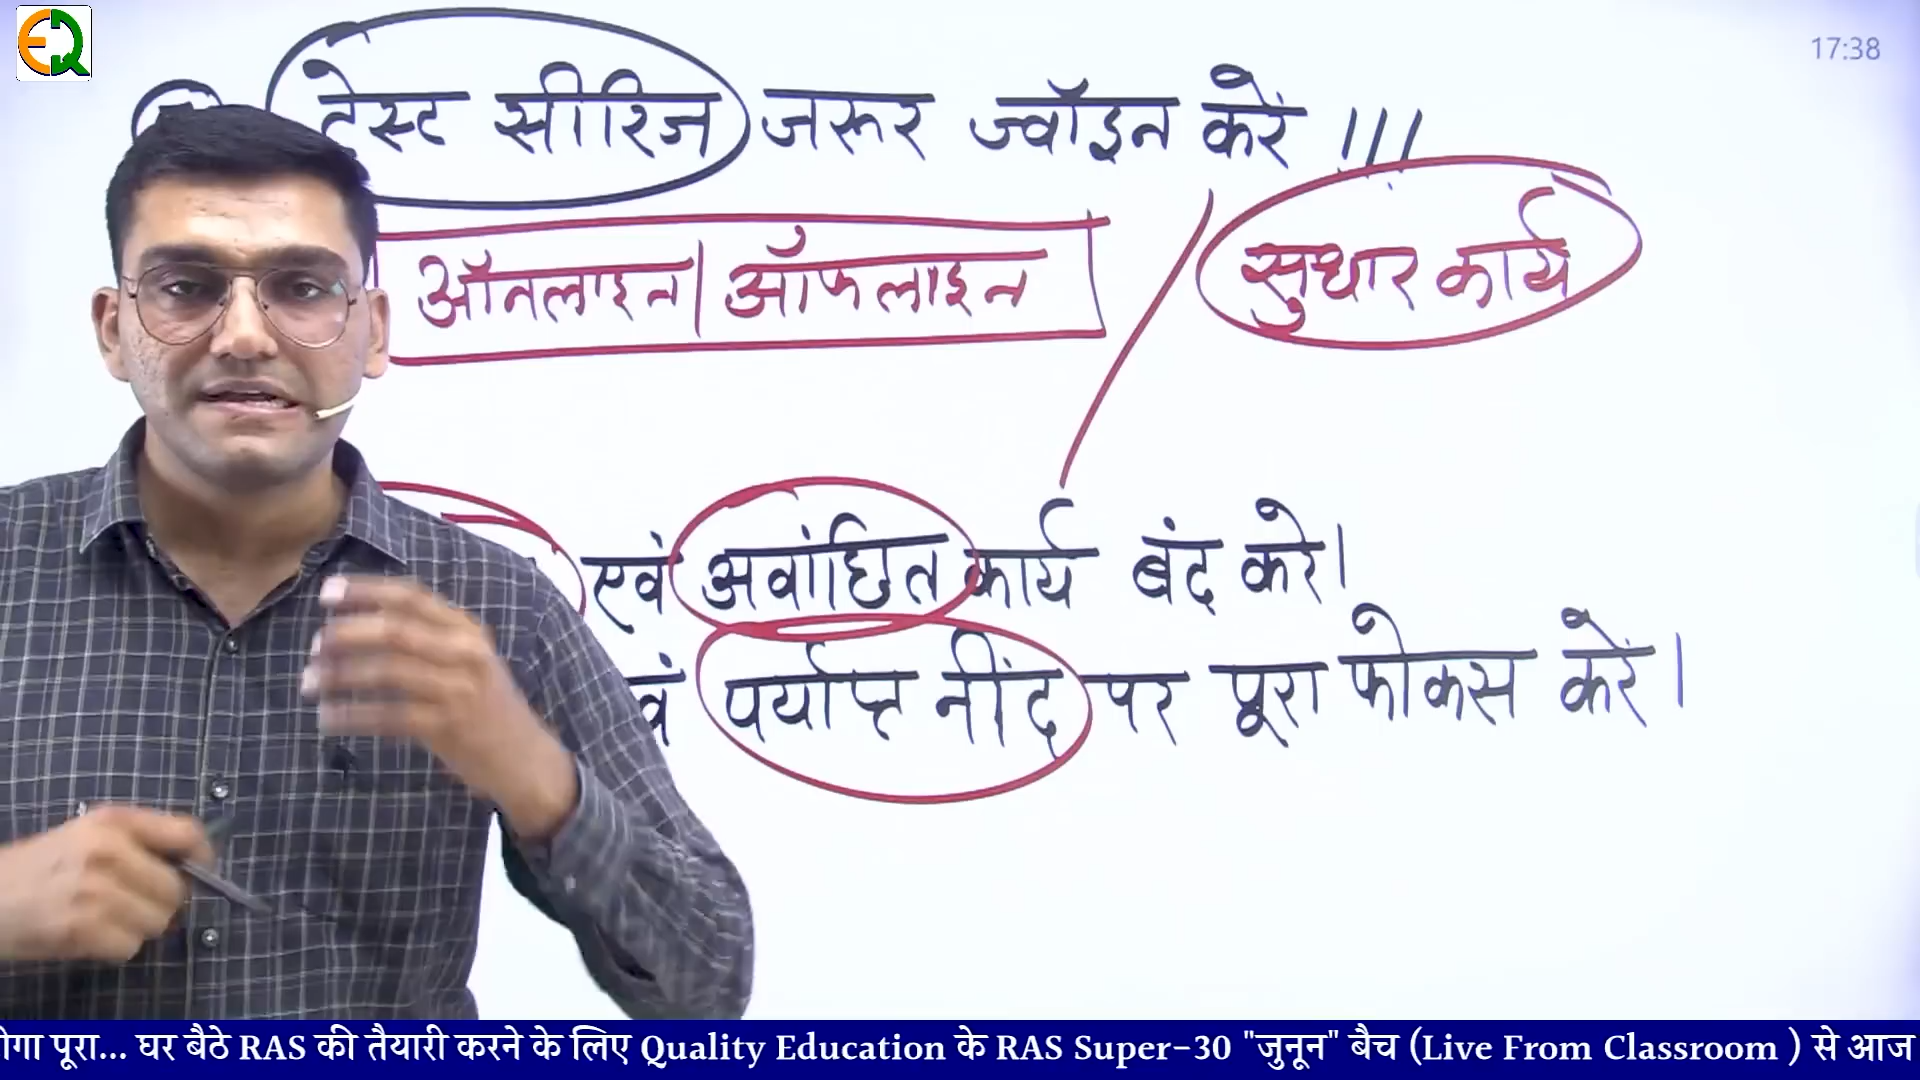 EQ
17:38
टेस्ट सीरिज जरूर ज्वॉइन करें !!!
ऑनलाइन | ऑफलाइन / सुधार कार्य
एवं अवांछित कार्य बंद करे।
पर्याप्त नींद पर पूरा फोकस करें।
पूरा... घर बैठे RAS की तैयारी करने के लिए Quality Education के RAS Super-30 "जुनून" बैच (Live From Classroom ) से आज